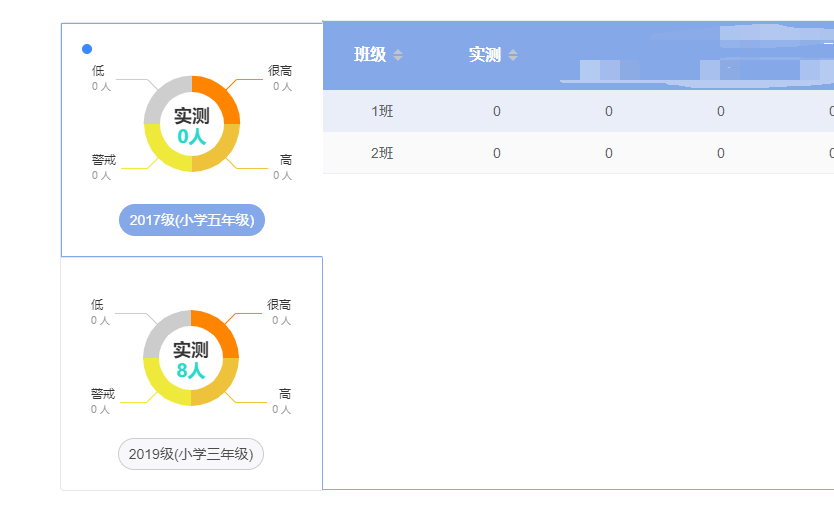 低
0 人
很高
0 人
实测
0人
警戒
0 人
高
0 人
2017级(小学五年级)
低
0 人
很高
0 人
实测
8人
警戒
0 人
高
0 人
2019级(小学三年级)
班级 实测
1班 0 0 0 0
2班 0 0 0 0